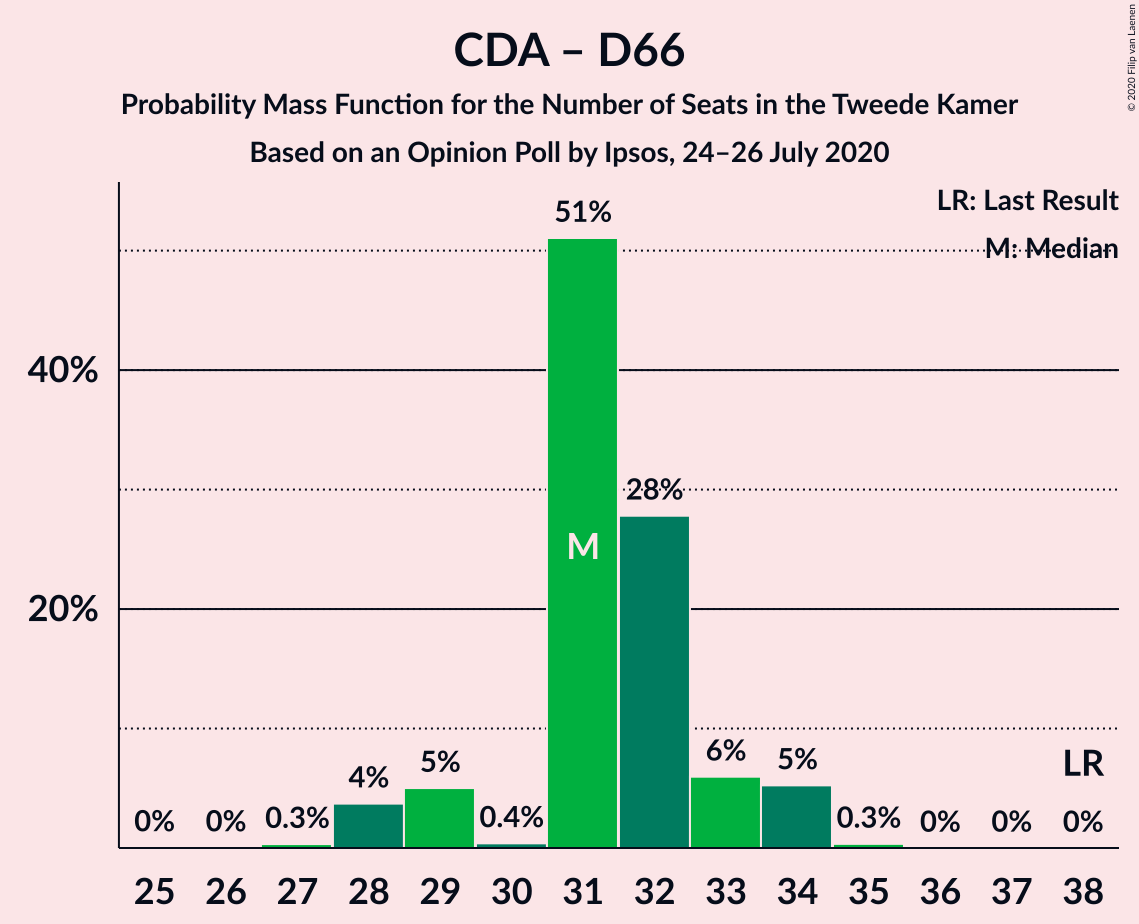 CDA – D66
Probability Mass Function for the Number of Seats in the Tweede Kamer
Based on an Opinion Poll by Ipsos, 24–26 July 2020
© 2020 Filip van Laenen
LR: Last Result
M: Median
51%
40%
28%
M
20%
6%
5%
LR
5%
4%
0%
0%
0.3%
0.4%
0.3%
0%
0%
0%
25 26 27 28 29 30 31 32 33 34 35 36 37 38